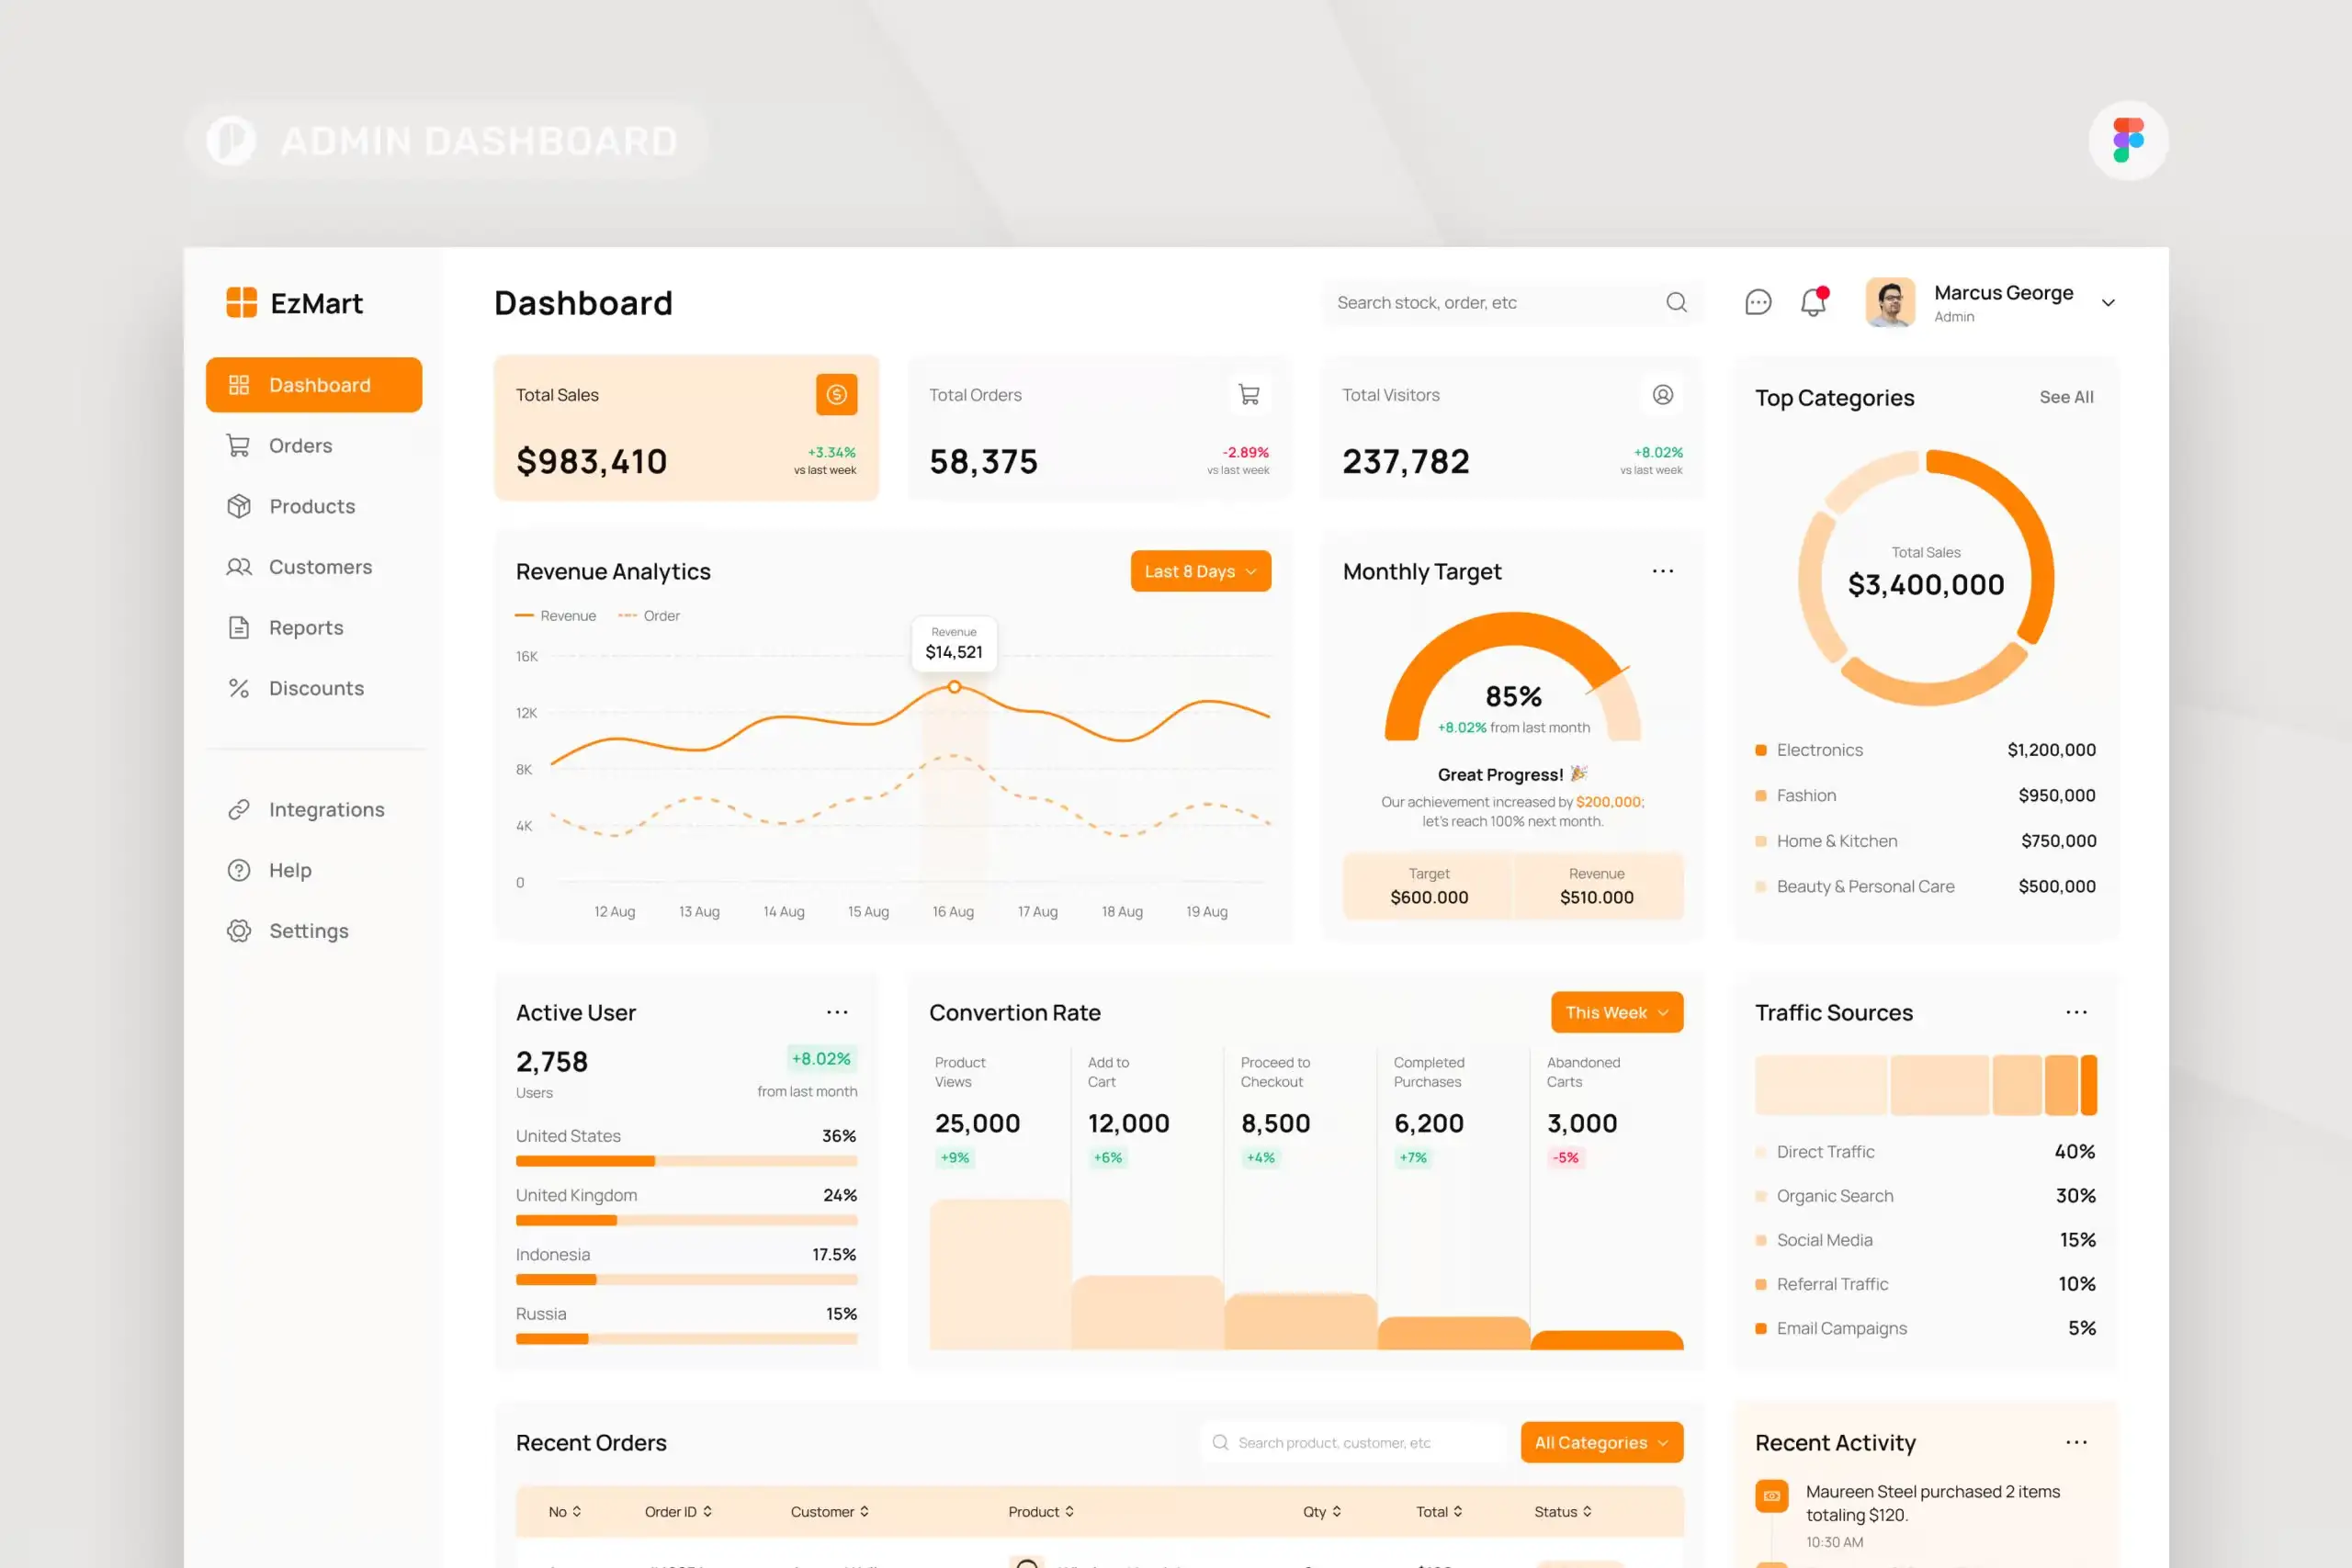 ADMIN DASHBOARD
EzMart
Dashboard
Orders
Products
Customers
Reports
Discounts
Integrations
Help
Settings
Dashboard
Search stock, order, etc
Marcus George
Admin
Total Sales
$983,410
+3.34%
vs last week
Total Orders
58,375
-2.89%
vs last week
Total Visitors
237,782
+8.02%
vs last week
Revenue Analytics
Last 8 Days
Revenue
Order
Revenue
$14,521
16K
12K
8K
4K
0
12 Aug
13 Aug
14 Aug
15 Aug
16 Aug
17 Aug
18 Aug
19 Aug
Monthly Target
85%
+8.02% from last month
Great Progress! 🎉
Our achievement increased by $200,000;
let's reach 100% next month.
Target
$600.000
Revenue
$510.000
Top Categories
See All
Total Sales
$3,400,000
Electronics $1,200,000
Fashion $950,000
Home & Kitchen $750,000
Beauty & Personal Care $500,000
Active User
2,758
Users
+8.02%
from last month
United States 36%
United Kingdom 24%
Indonesia 17.5%
Russia 15%
Convertion Rate
This Week
Product
Views
25,000
+9%
Add to
Cart
12,000
+6%
Proceed to
Checkout
8,500
+4%
Completed
Purchases
6,200
+7%
Abandoned
Carts
3,000
-5%
Traffic Sources
Direct Traffic 40%
Organic Search 30%
Social Media 15%
Referral Traffic 10%
Email Campaigns 5%
Recent Orders
Search product, customer, etc
All Categories
No Order ID Customer Product Qty Total Status
Recent Activity
Maureen Steel purchased 2 items
totaling $120.
10:30 AM